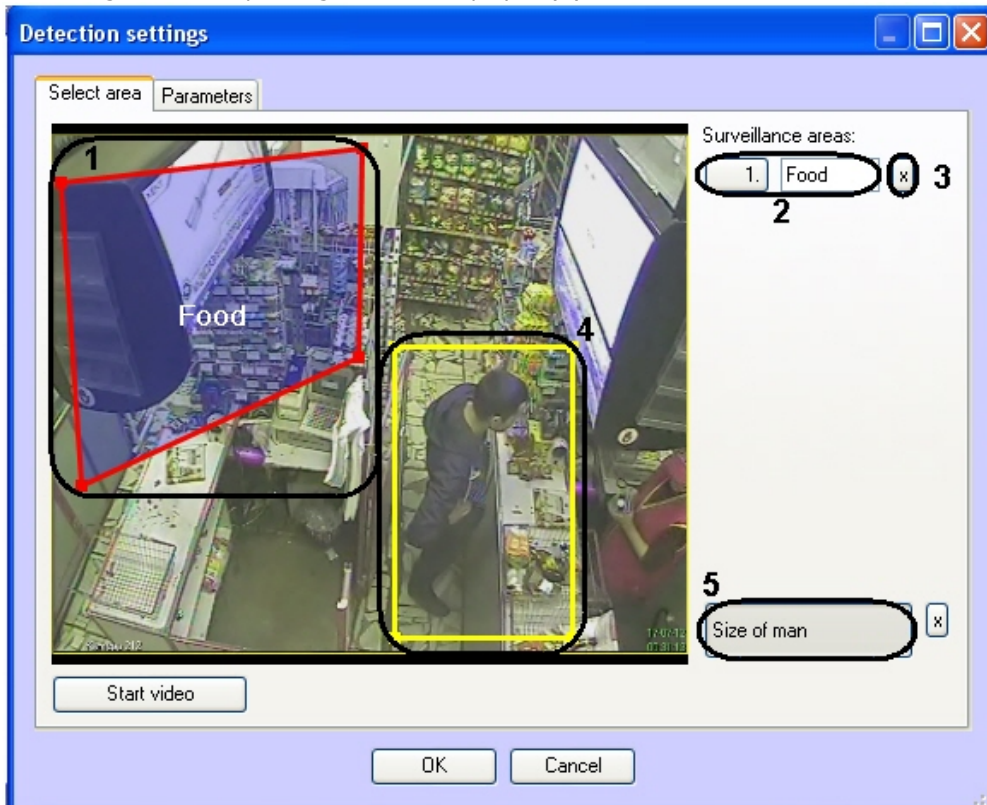 Detection settings
Select area
Parameters
1
Food
4
Surveillance areas:
1.
Food
x
3
2
5
Size of man
x
Start video
OK
Cancel